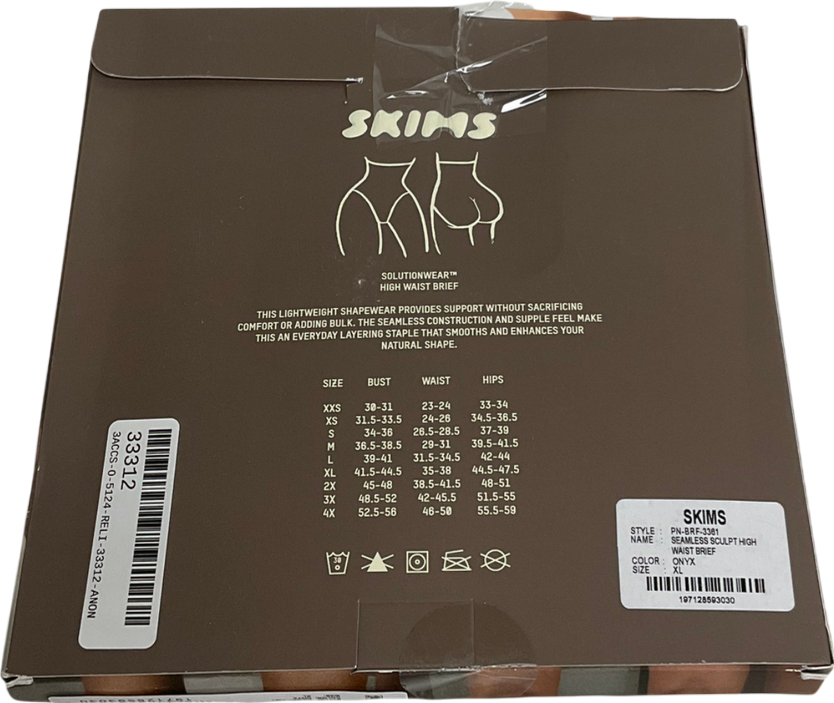 SKIMS
SOLUTIONWEAR™
HIGH WAIST BRIEF
THIS LIGHTWEIGHT SHAPEWEAR PROVIDES SUPPORT WITHOUT SACRIFICING
COMFORT OR ADDING BULK. THE SEAMLESS CONSTRUCTION AND SUPPLE FEEL MAKE
THIS AN EVERYDAY LAYERING STAPLE THAT SMOOTHS AND ENHANCES YOUR
NATURAL SHAPE.
SIZE BUST WAIST HIPS
XXS 30-31 23-24 33-34
XS 31.5-33.5 24-26 34.5-36.5
S 34-36 26.5-28.5 37-39
M 36.5-38.5 29-31 39.5-41.5
L 39-41 31.5-34.5 42-44
XL 41.5-44.5 35-38 44.5-47.5
2X 45-48 38.5-41.5 48-51
3X 48.5-52 42-45.5 51.5-55
4X 52.5-56 46-50 55.5-59
30
33312
3ACCS-O-5124-RELI-33312-ANON
SKIMS
STYLE : PN-BRF-3361
NAME : SEAMLESS SCULPT HIGH
WAIST BRIEF
COLOR : ONYX
SIZE : XL
197128593030